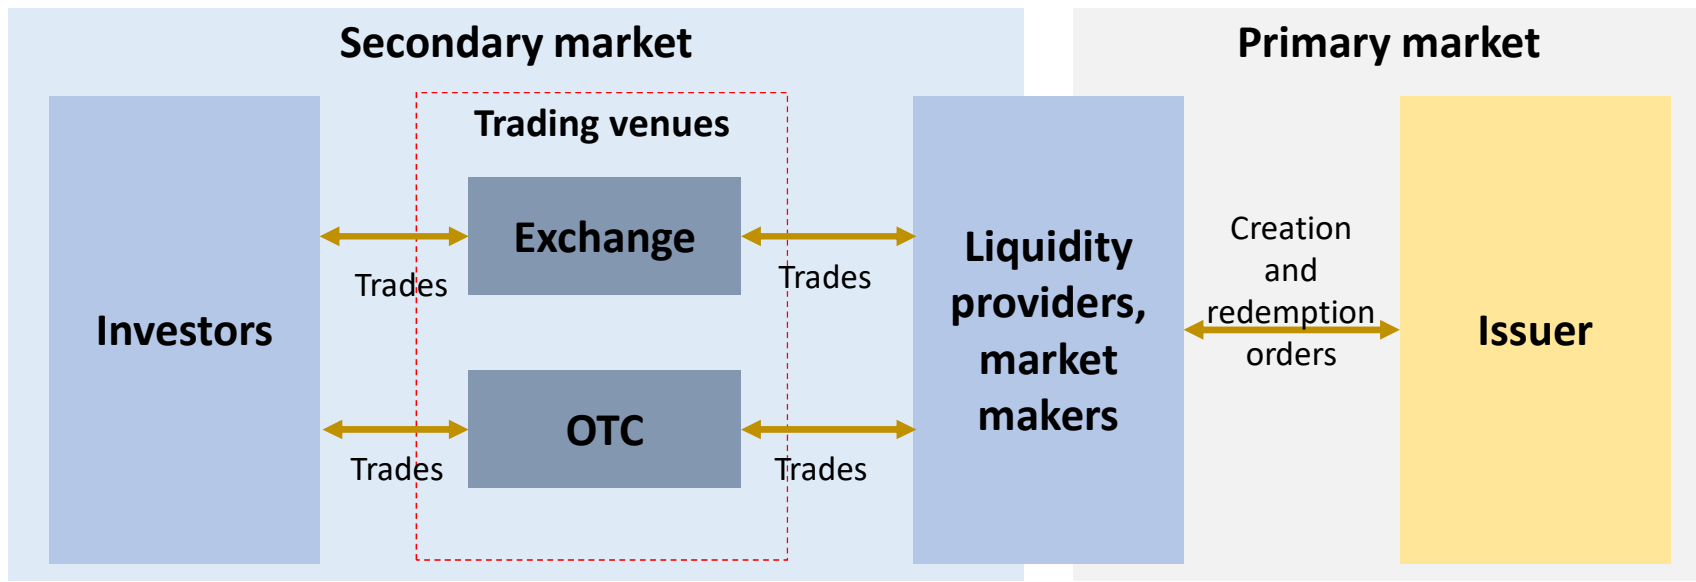 Secondary market
Primary market
Trading venues
Investors
Exchange
OTC
Trades
Trades
Trades
Trades
Liquidity
providers,
market
makers
Creation
and
redemption
orders
Issuer